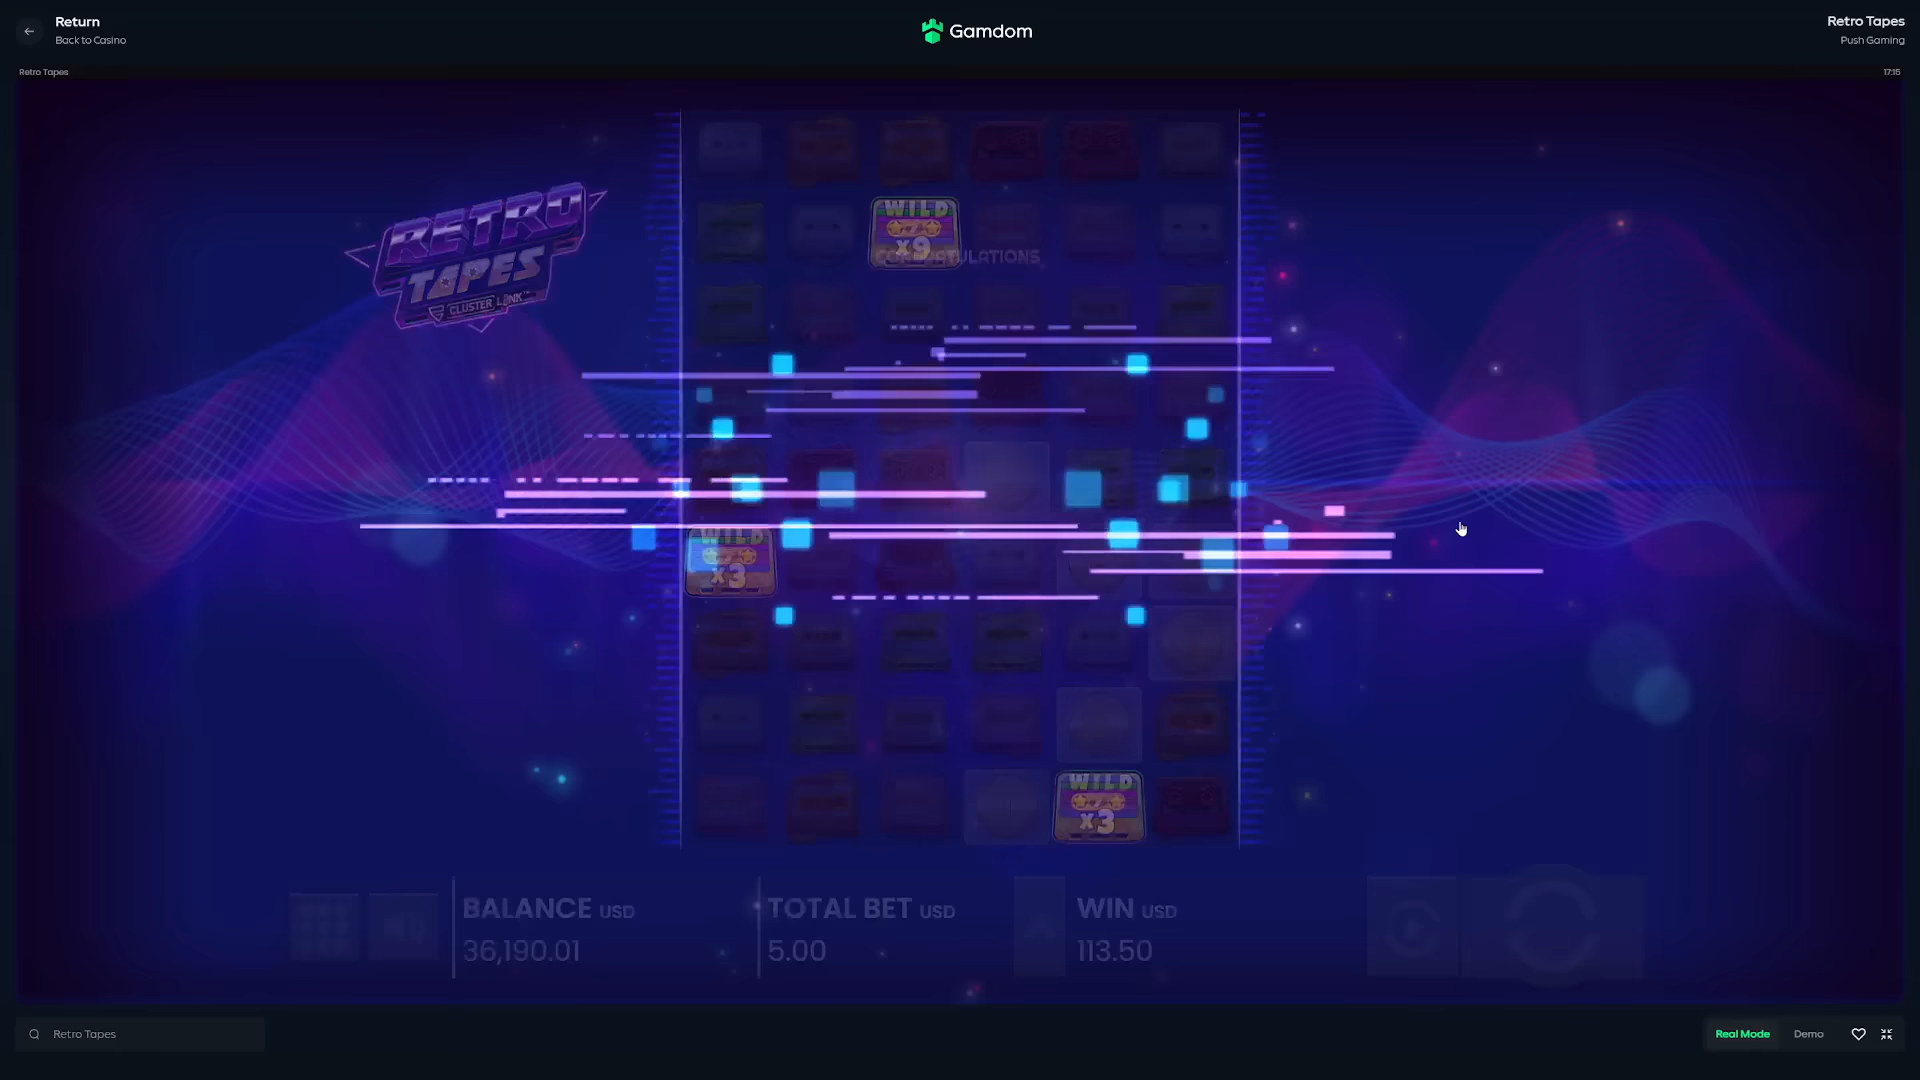 Return
Back to Casino
Gamdom
Retro Tapes
Push Gaming
Retro Tapes
17:15
RETRO
TAPES
CLUSTER LINK
WILD
x9
CONGRATULATIONS
WILD
x3
WILD
x3
BALANCE USD
36,190.01
TOTAL BET USD
5.00
WIN USD
113.50
Retro Tapes
Real Mode
Demo